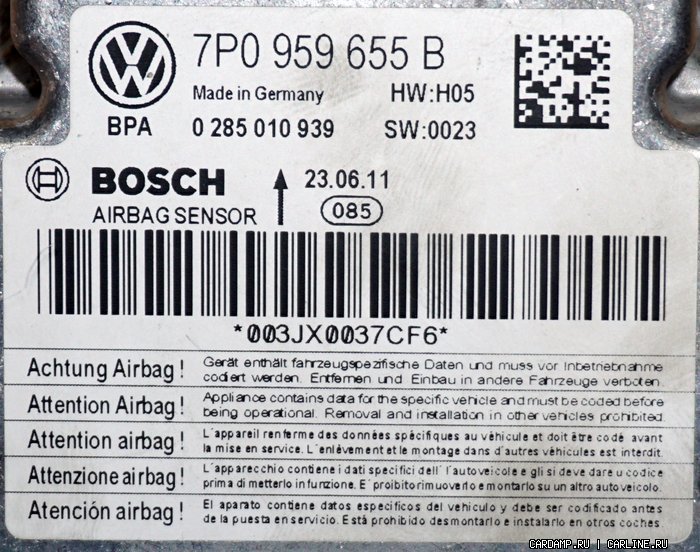 7P0 959 655 B
Made in Germany HW:H05
BPA 0 285 010 939 SW:0023
BOSCH 23.06.11
AIRBAG SENSOR 085
*003JX0037CF6*
Achtung Airbag! Gerät enthält fahrzeugspezifische Daten und muss vor Inbetriebnahme
codiert werden. Entfernen und Einbau in andere Fahrzeuge verboten.
Attention Airbag! Appliance contains data for the specific vehicle and must be coded before
being operational. Removal and installation in other vehicles prohibited.
Attention airbag! L'appareil renferme des données spécifiques au véhicule et doit être codé avant
la mise en service. L'enlèvement et le montage dans d'autres véhicules est interdit.
Attenzione airbag! L'apparecchio contiene i dati specifici dell' l'autoveicolo e gli si deve dare u codice
prima di metterlo in funzione. E' proibito rimuoverlo e montarlo su un altro autoveicolo.
Atención airbag! El aparato contiene datos específicos del vehículo y debe ser codificado antes
de la puesta en servicio. Está prohibido desmontarlo e instalarlo en otros coches
CARDAMP.RU | CARLINE.RU